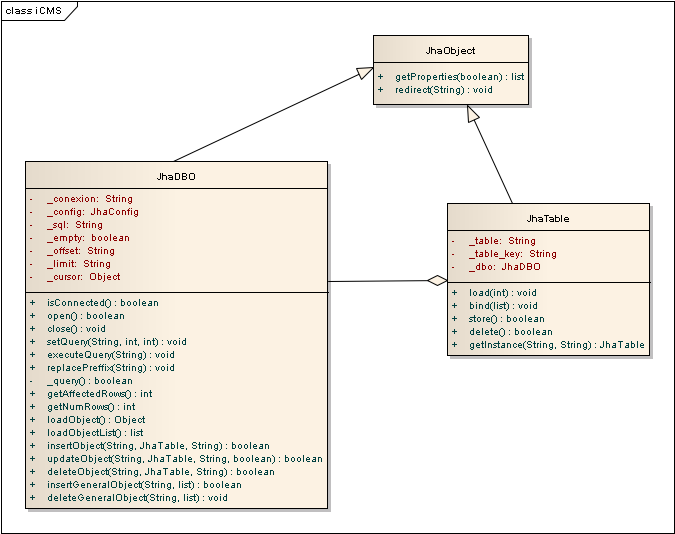 class iCMS
JhaObject
+ getProperties(boolean) : list
+ redirect(String) : void
JhaDBO
- _conexion: String
- _config: JhaConfig
- _sql: String
- _empty: boolean
- _offset: String
- _limit: String
- _cursor: Object
+ isConnected() : boolean
+ open() : boolean
+ close() : void
+ setQuery(String, int, int) : void
+ executeQuery(String) : void
+ replacePreffix(String) : void
- _query() : boolean
+ getAffectedRows() : int
+ getNumRows() : int
+ loadObject() : Object
+ loadObjectList() : list
+ insertObject(String, JhaTable, String) : boolean
+ updateObject(String, JhaTable, String, boolean) : boolean
+ deleteObject(String, JhaTable, String) : boolean
+ insertGeneralObject(String, list) : boolean
+ deleteGeneralObject(String, list) : void
JhaTable
- _table: String
- _table_key: String
- _dbo: JhaDBO
+ load(int) : void
+ bind(list) : void
+ store() : boolean
+ delete() : boolean
+ getInstance(String, String) : JhaTable